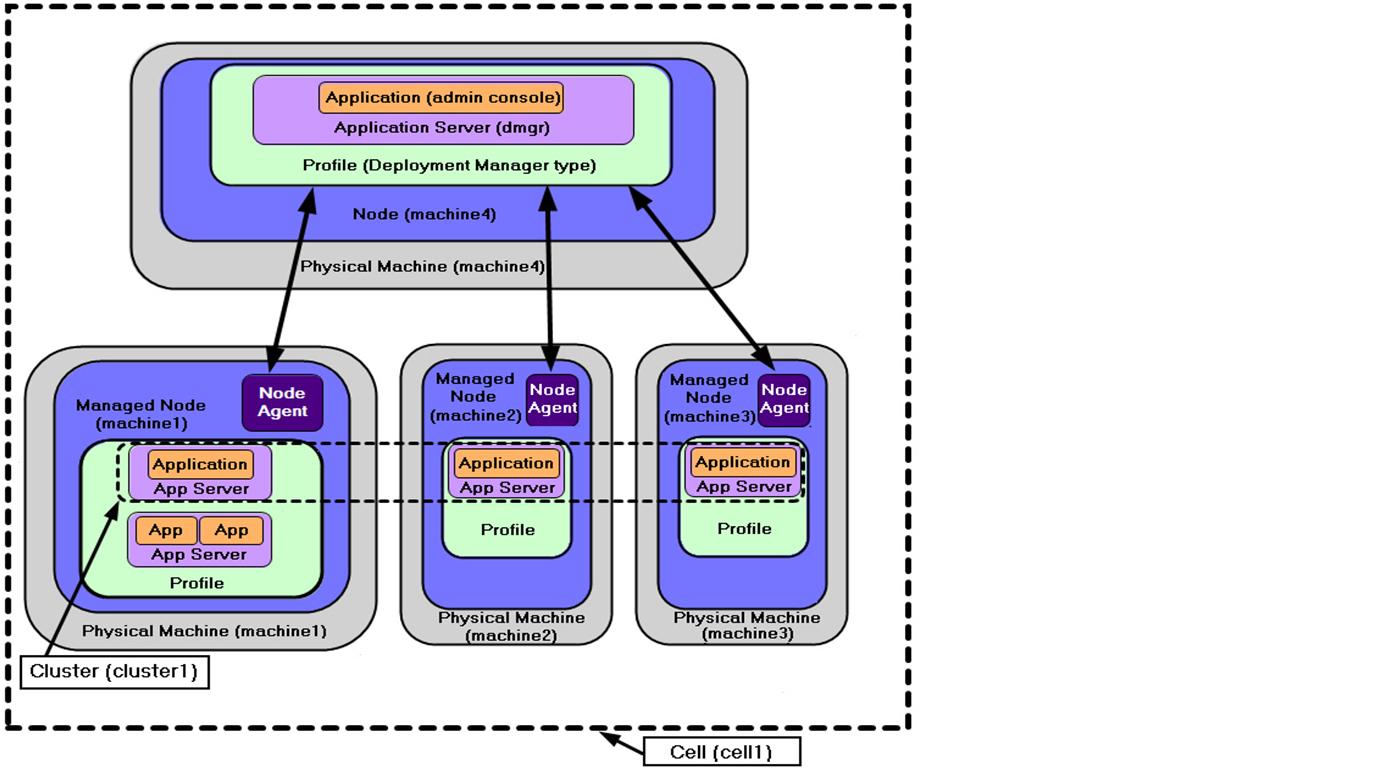 Application (admin console)
Application Server (dmgr)
Profile (Deployment Manager type)
Node (machine4)
Physical Machine (machine4)
Managed Node
(machine1)
Node
Agent
Application
App Server
App
App
App Server
Profile
Physical Machine (machine1)
Managed
Node
(machine2)
Node
Agent
Application
App Server
Profile
Physical Machine
(machine2)
Managed
Node
(machine3)
Node
Agent
Application
App Server
Profile
Physical Machine
(machine3)
Cluster (cluster1)
Cell (cell1)